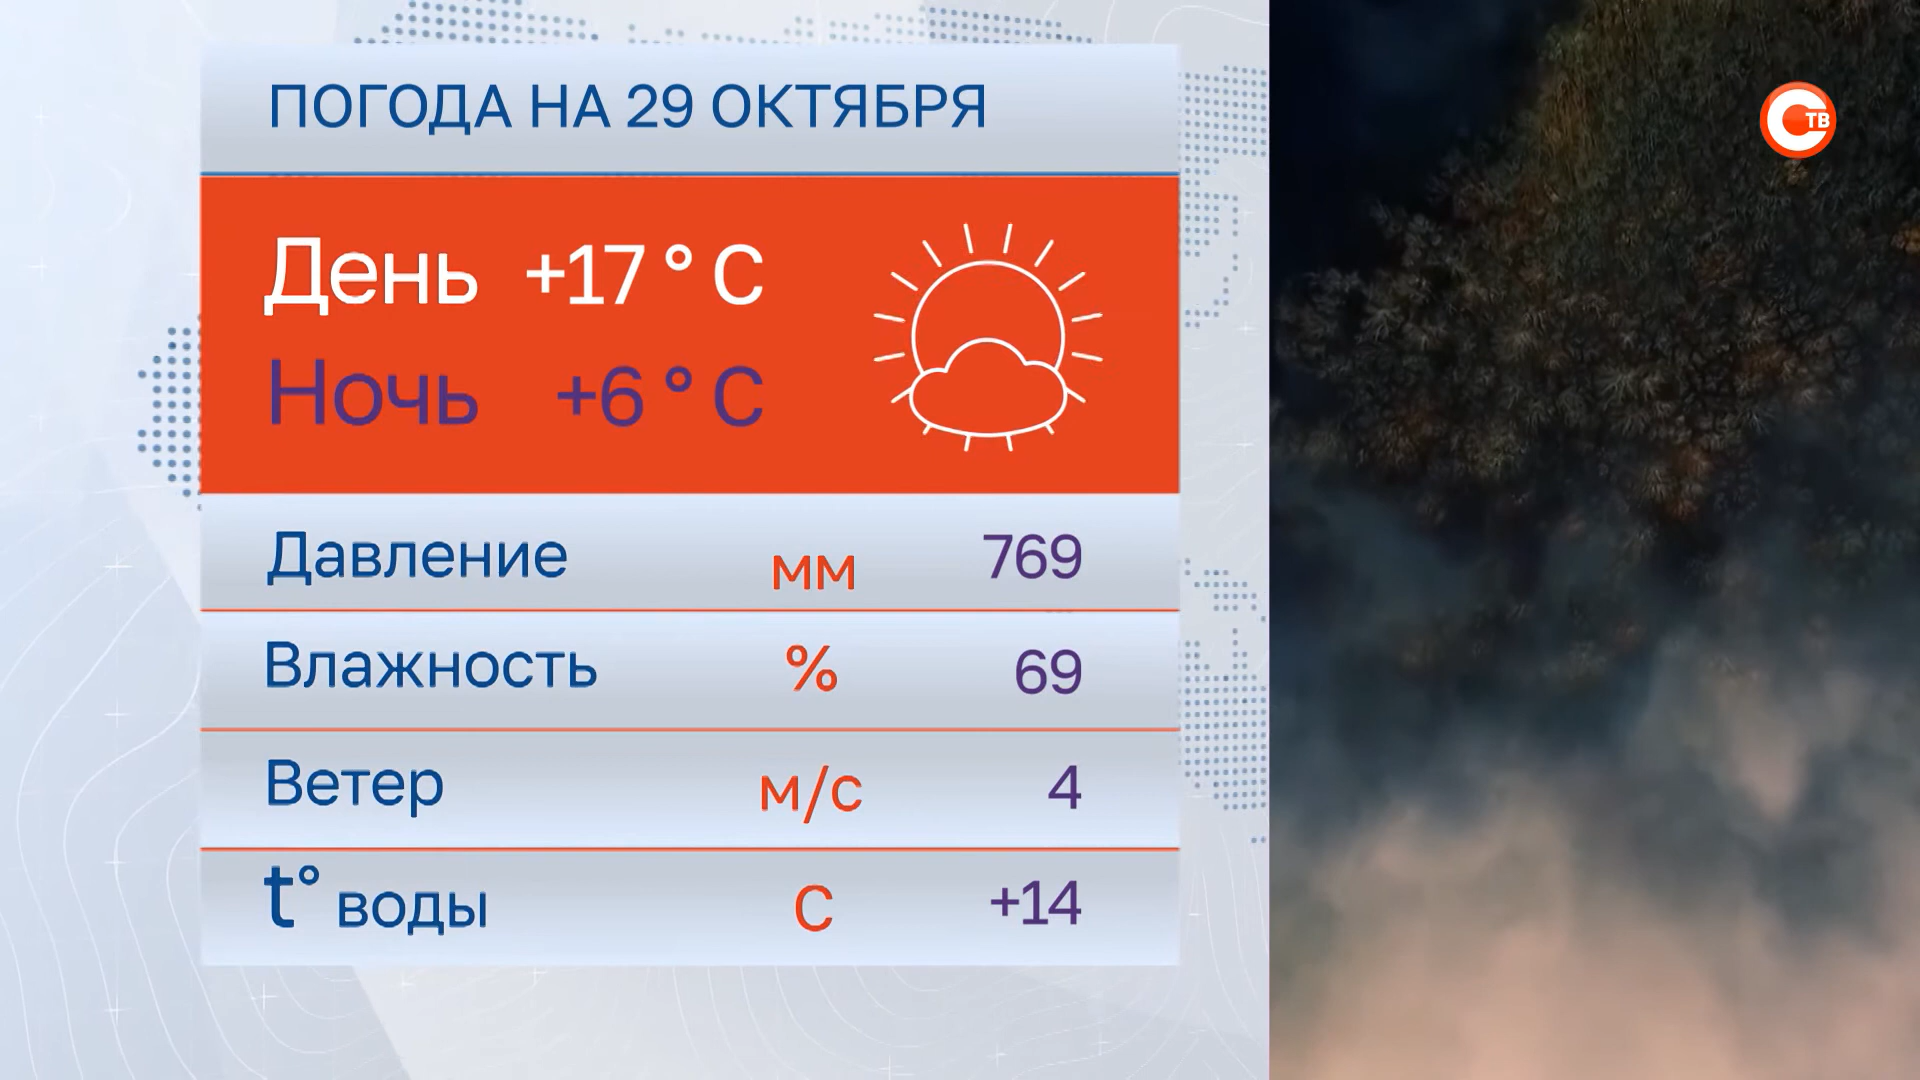 ПОГОДА НА 29 ОКТЯБРЯ
ТВ
День +17 ° С
Ночь +6 ° С
Давление мм 769
Влажность % 69
Ветер м/с 4
t° воды С +14